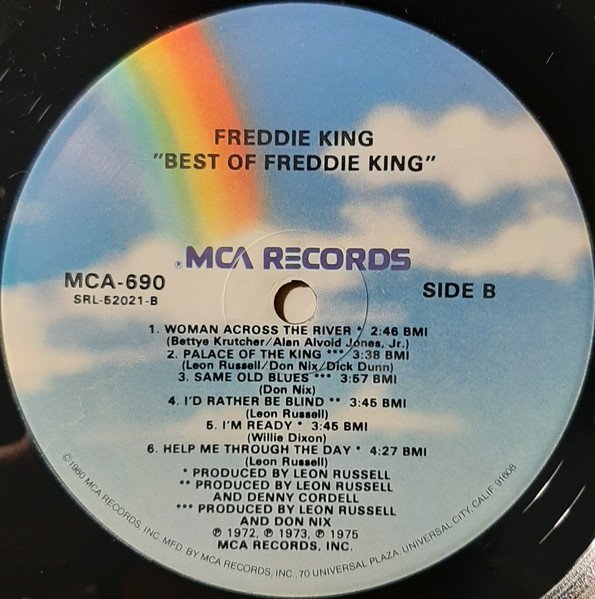 FREDDIE KING
"BEST OF FREDDIE KING"
® MCA RECORDS
MCA-690
SRL-52021-B
SIDE B
1. WOMAN ACROSS THE RIVER * 2:46 BMI
(Bettye Krutcher/Alan Alvoid Jones, Jr.)
2. PALACE OF THE KING *** 3:38 BMI
(Leon Russell/Don Nix/Dick Dunn)
3. SAME OLD BLUES *** 3:57 BMI
(Don Nix)
4. I'D RATHER BE BLIND ** 3:45 BMI
(Leon Russell)
5. I'M READY * 3:45 BMI
(Willie Dixon)
6. HELP ME THROUGH THE DAY * 4:27 BMI
(Leon Russell)
* PRODUCED BY LEON RUSSELL
** PRODUCED BY LEON RUSSELL
AND DENNY CORDELL
*** PRODUCED BY LEON RUSSELL
AND DON NIX
℗ 1972, ℗ 1973, ℗ 1975
MCA RECORDS, INC.
©1980 MCA RECORDS, INC. MFD. BY MCA RECORDS, INC., 70 UNIVERSAL PLAZA, UNIVERSAL CITY, CALIF. 91608